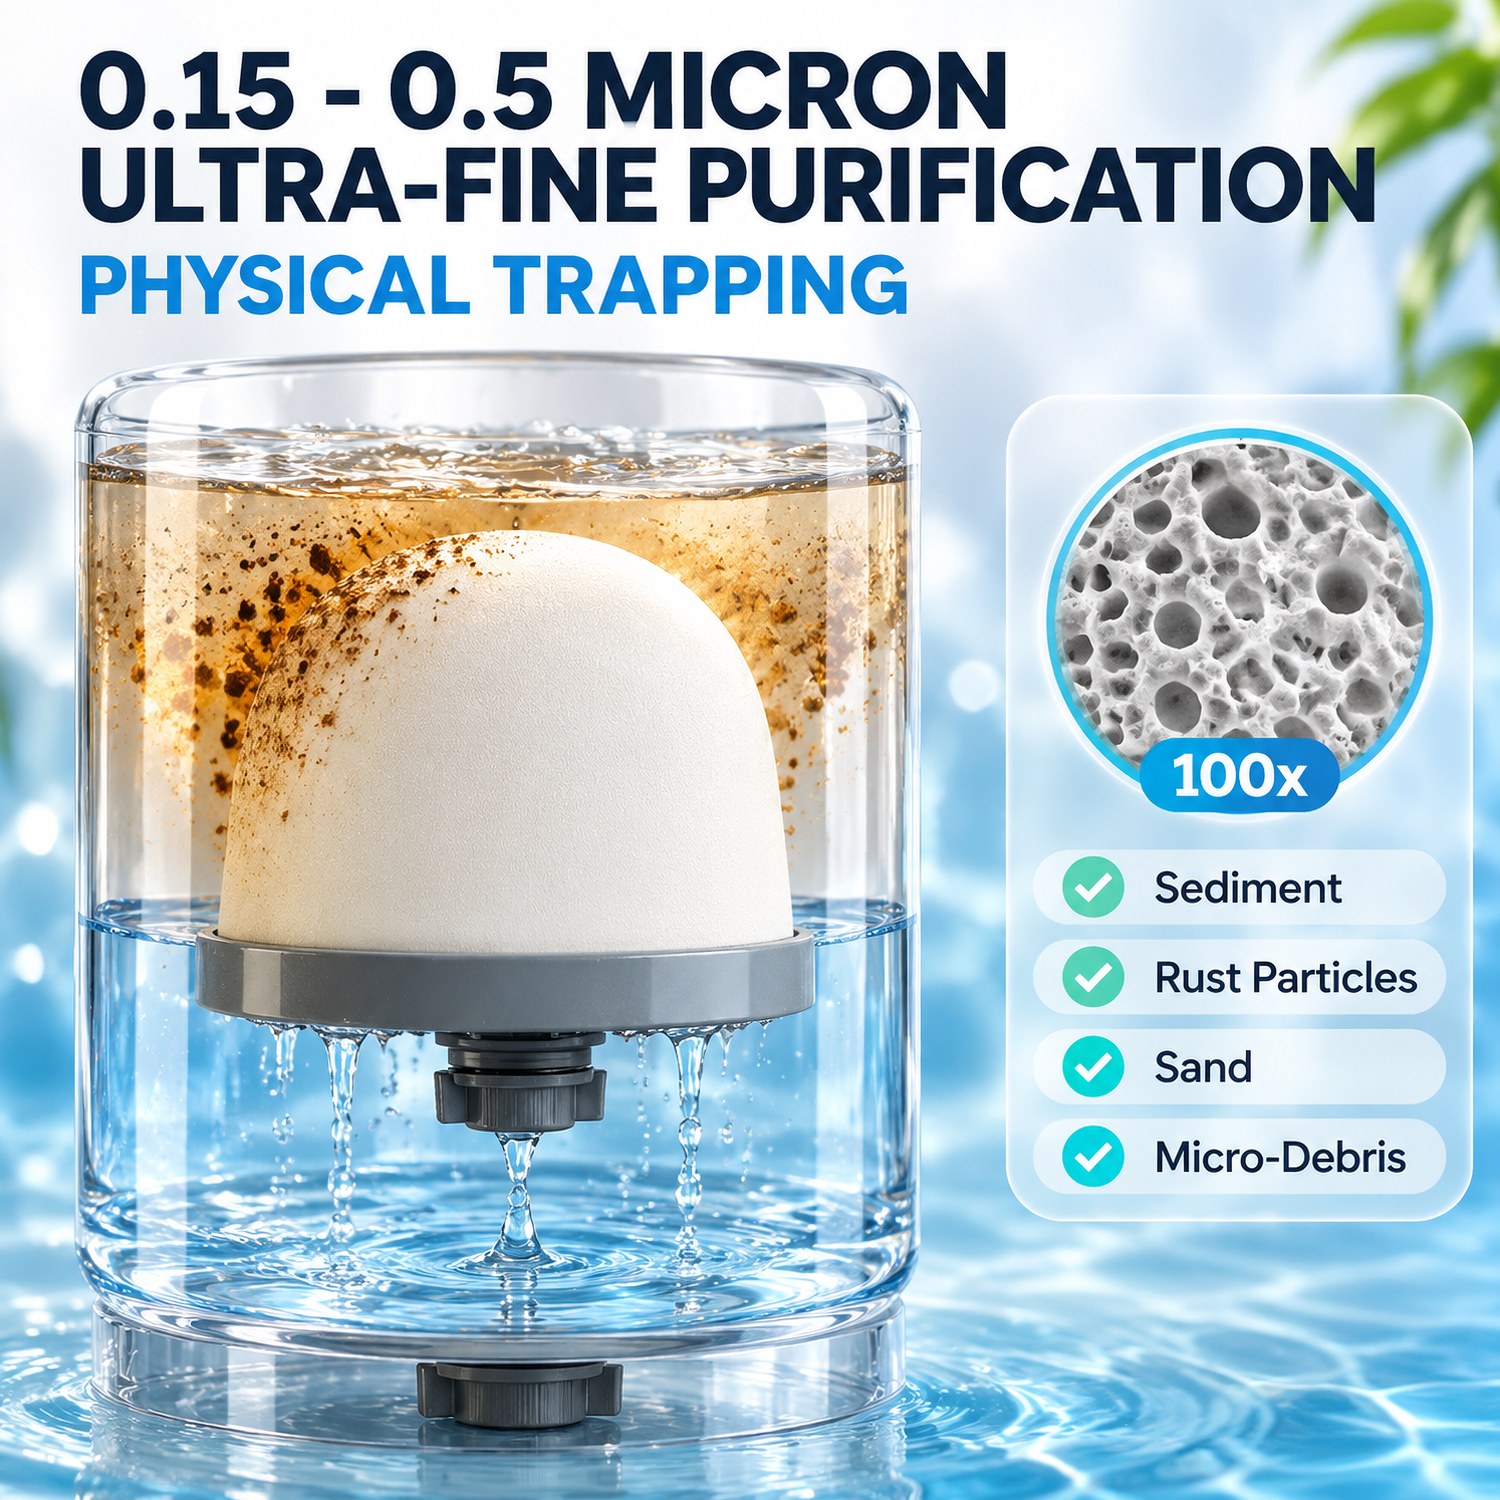 0.15 - 0.5 MICRON
ULTRA-FINE PURIFICATION
PHYSICAL TRAPPING
100x
Sediment
Rust Particles
Sand
Micro-Debris